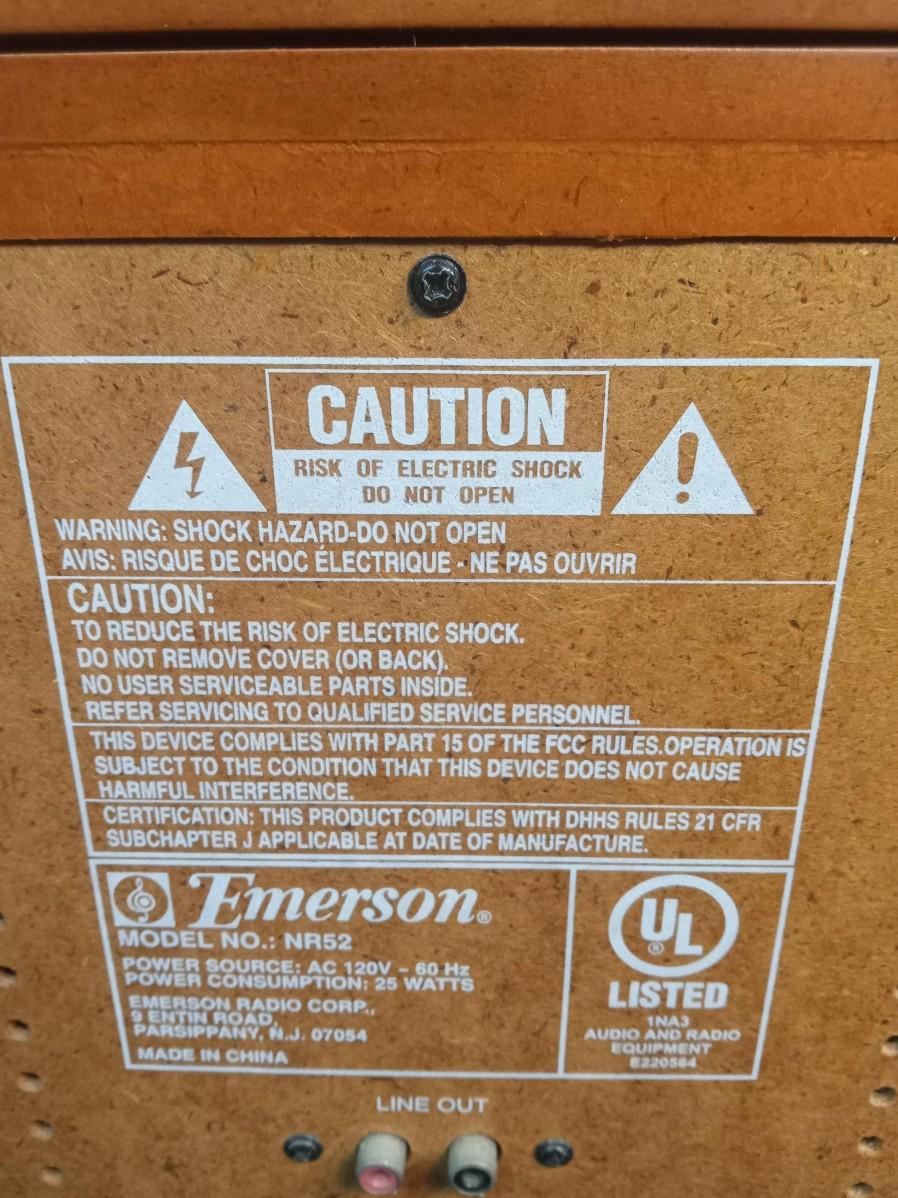 CAUTION
RISK OF ELECTRIC SHOCK
DO NOT OPEN
WARNING: SHOCK HAZARD-DO NOT OPEN
AVIS: RISQUE DE CHOC ÉLECTRIQUE - NE PAS OUVRIR
CAUTION:
TO REDUCE THE RISK OF ELECTRIC SHOCK.
DO NOT REMOVE COVER (OR BACK).
NO USER SERVICEABLE PARTS INSIDE.
REFER SERVICING TO QUALIFIED SERVICE PERSONNEL.
THIS DEVICE COMPLIES WITH PART 15 OF THE FCC RULES.OPERATION IS
SUBJECT TO THE CONDITION THAT THIS DEVICE DOES NOT CAUSE
HARMFUL INTERFERENCE.
CERTIFICATION: THIS PRODUCT COMPLIES WITH DHHS RULES 21 CFR
SUBCHAPTER J APPLICABLE AT DATE OF MANUFACTURE.
Emerson®
MODEL NO.: NR52
POWER SOURCE: AC 120V ~ 60 Hz
POWER CONSUMPTION: 25 WATTS
EMERSON RADIO CORP.,
9 ENTIN ROAD,
PARSIPPANY, N.J. 07054
MADE IN CHINA
UL®
LISTED
1NA3
AUDIO AND RADIO
EQUIPMENT
E220564
LINE OUT